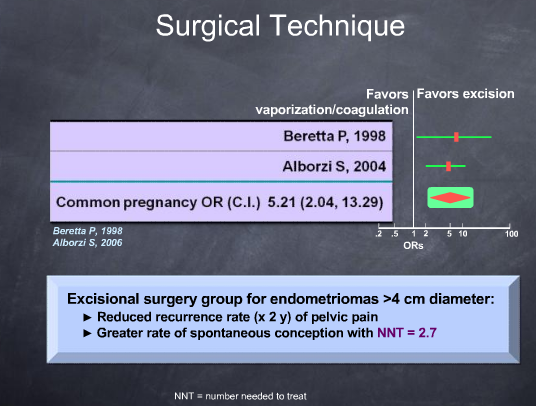 Surgical Technique
Favors
vaporization/coagulation
Favors excision
Beretta P, 1998
Alborzi S, 2004
Common pregnancy OR (C.I.) 5.21 (2.04, 13.29)
.2 .5 1 2 5 10 100
ORs
Beretta P, 1998
Alborzi S, 2006
Excisional surgery group for endometriomas >4 cm diameter:
► Reduced recurrence rate (x 2 y) of pelvic pain
► Greater rate of spontaneous conception with NNT = 2.7
NNT = number needed to treat